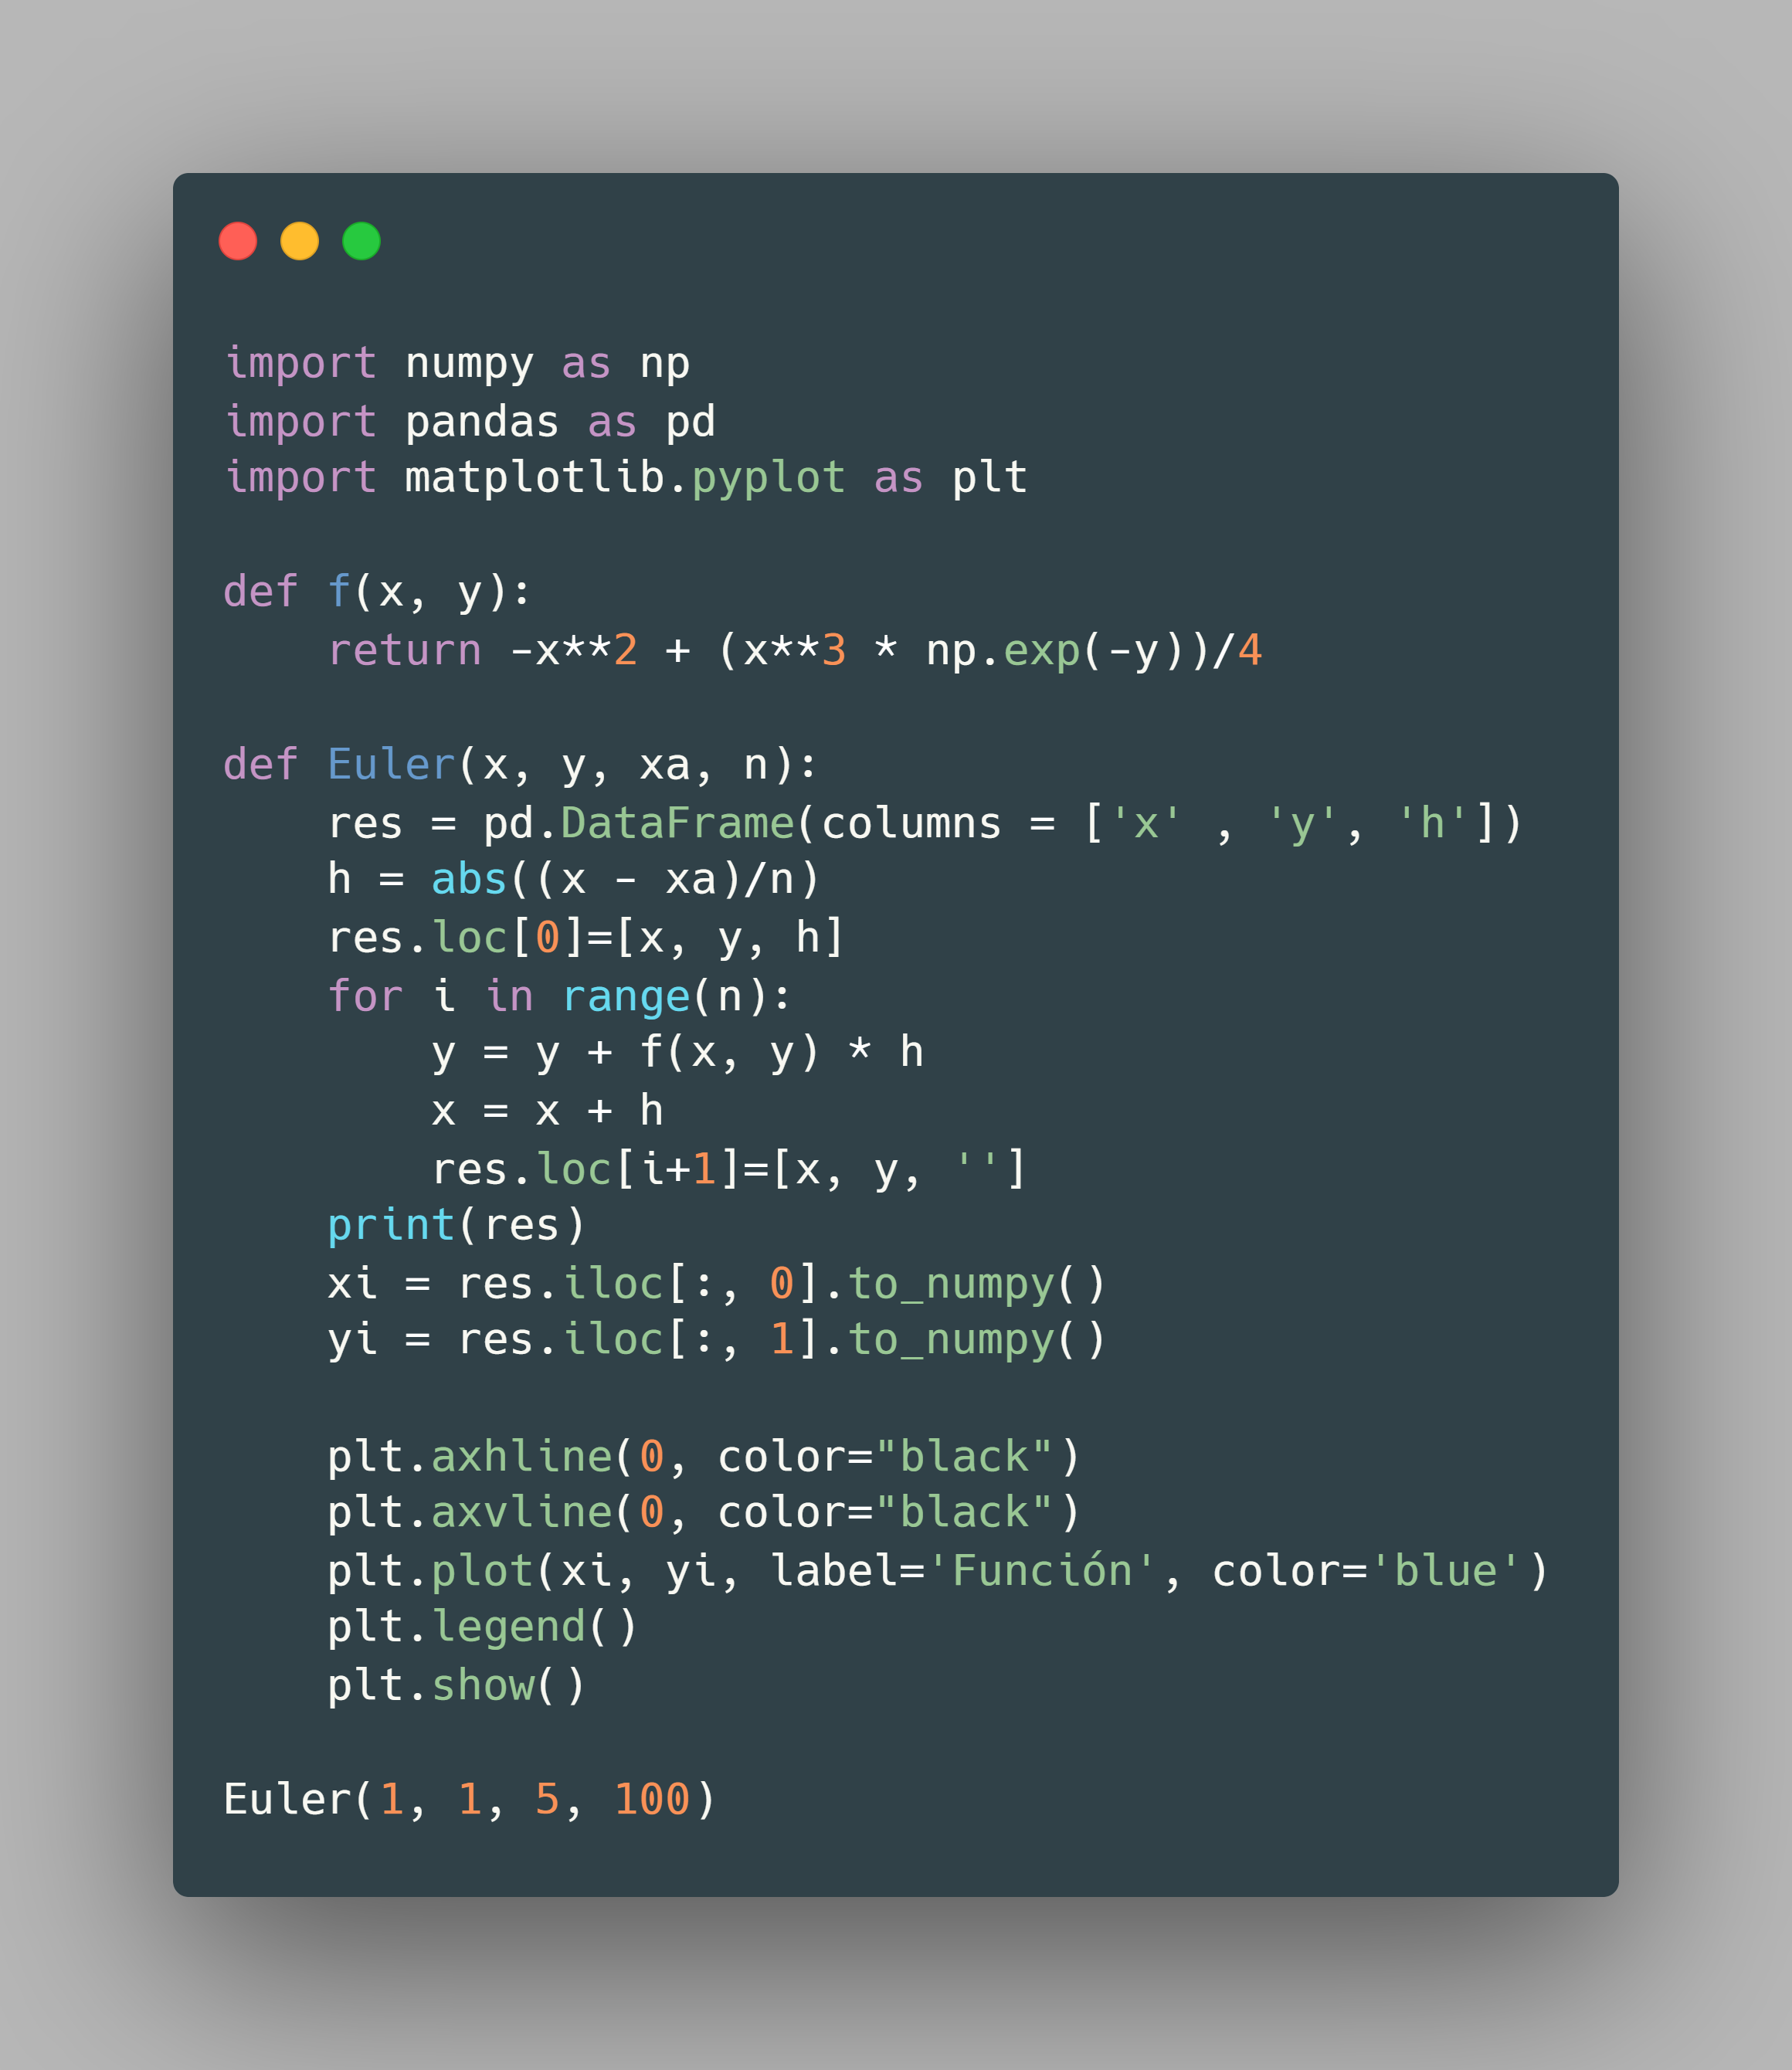 import numpy as np
import pandas as pd
import matplotlib.pyplot as plt
def f(x, y):
    return -x**2 + (x**3 * np.exp(-y))/4
def Euler(x, y, xa, n):
    res = pd.DataFrame(columns = ['x' , 'y', 'h'])
    h = abs((x - xa)/n)
    res.loc[0]=[x, y, h]
    for i in range(n):
        y = y + f(x, y) * h
        x = x + h
        res.loc[i+1]=[x, y, '']
    print(res)
    xi = res.iloc[:, 0].to_numpy()
    yi = res.iloc[:, 1].to_numpy()
    plt.axhline(0, color="black")
    plt.axvline(0, color="black")
    plt.plot(xi, yi, label='Función', color='blue')
    plt.legend()
    plt.show()
Euler(1, 1, 5, 100)